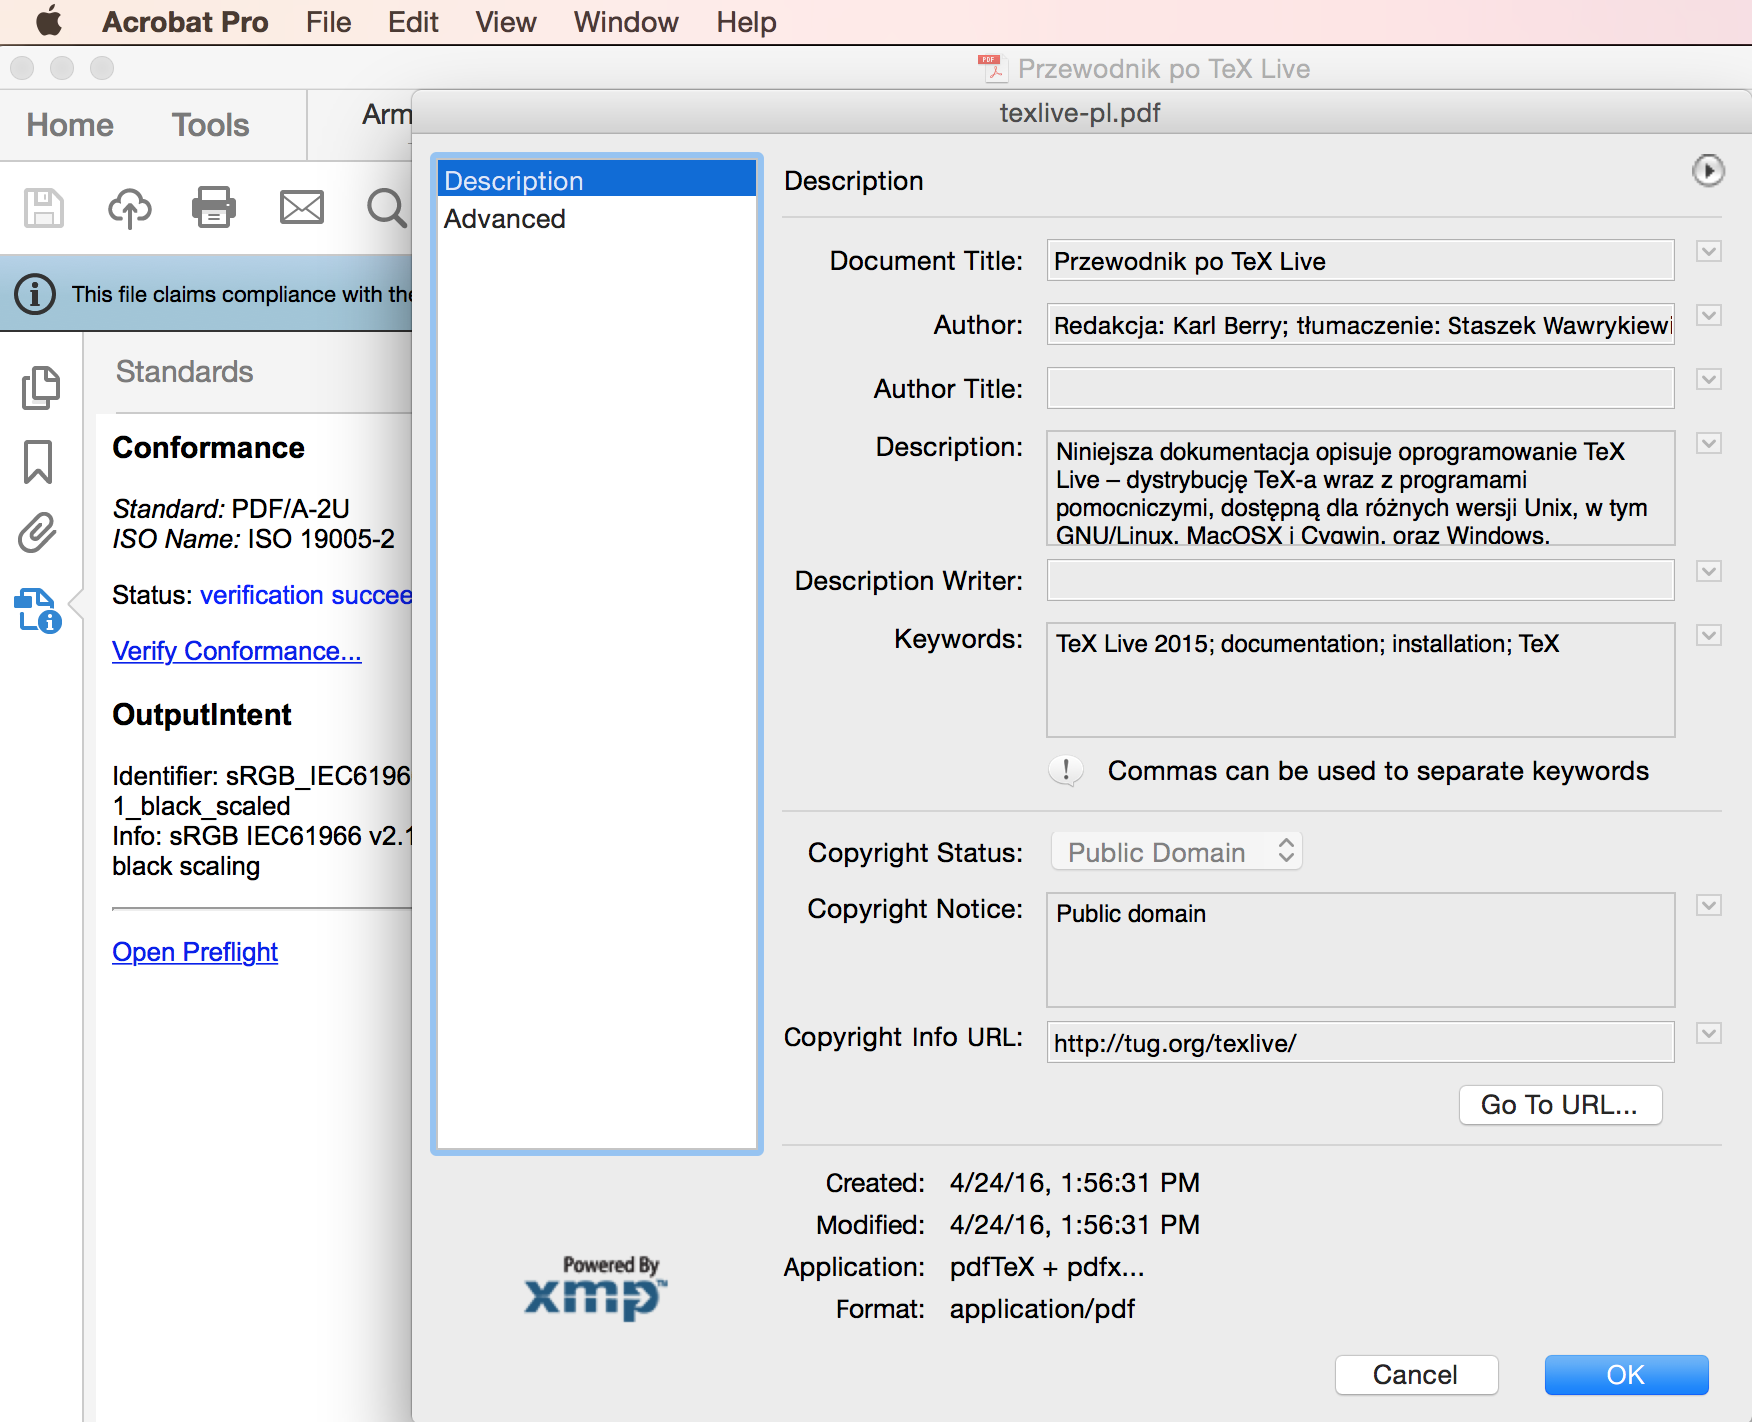 Acrobat Pro File Edit View Window Help
Przewodnik po TeX Live
Home Tools
texlive-pl.pdf
This file claims compliance with the
Standards
Conformance
Standard: PDF/A-2U
ISO Name: ISO 19005-2
Status: verification
Verify Conformance...
OutputIntent
Identifier:
1_black_scaled
Info: sRGB IEC61966 v2.1
black scaling
Open Preflight
Description
Advanced
Powered By
xmp™
Description
Document Title: Przewodnik po TeX Live
Author: Redakcja: Karl Berry; tłumaczenie: Staszek
Author Title:
Description: Niniejsza dokumentacja opisuje oprogramowanie TeX
Live – dystrybucję TeX-a wraz z programami
pomocniczymi, dostępną dla różnych wersji Unix, w tym
GNU/Linux, MacOSX i Cygwin, oraz Windows.
Description Writer:
Keywords: TeX Live 2015; documentation; installation; TeX
Commas can be used to separate keywords
Copyright Status: Public Domain
Copyright Notice: Public domain
Copyright Info URL: http://tug.org/texlive/
Go To URL...
Created: 4/24/16, 1:56:31 PM
Modified: 4/24/16, 1:56:31 PM
Application: pdfTeX + pdfx...
Format: application/pdf
Cancel OK